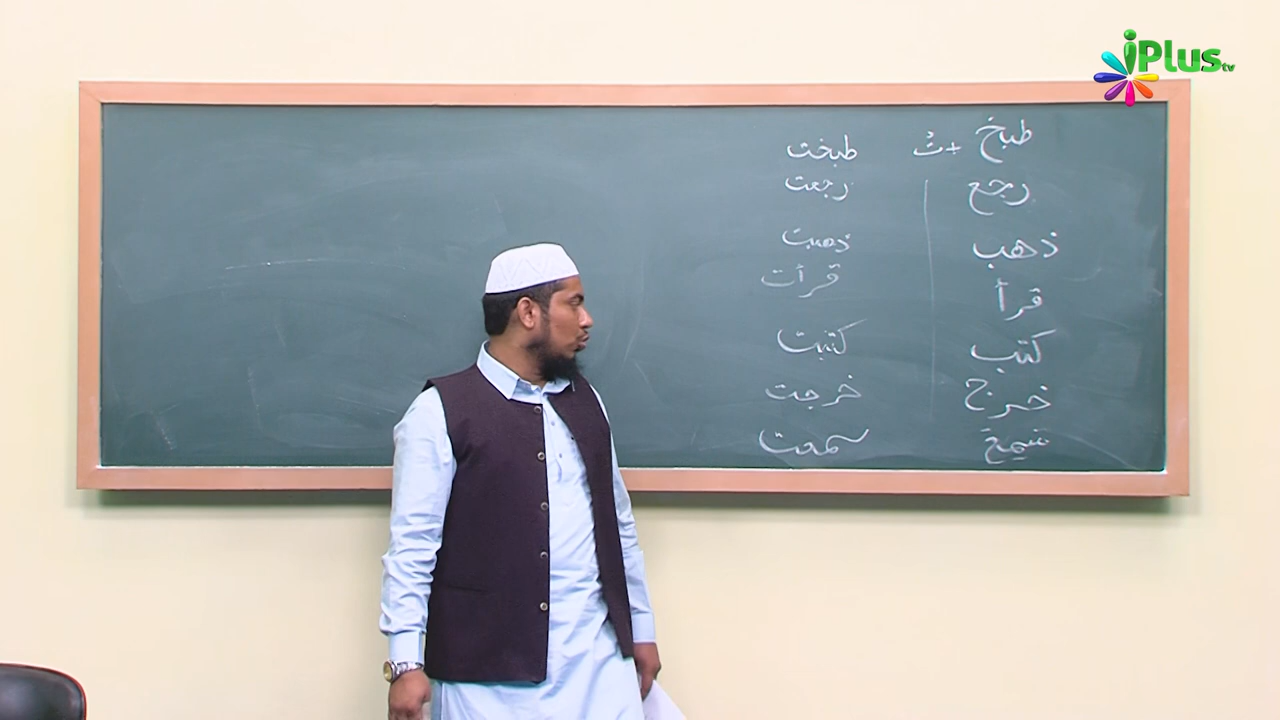 iPlus tv
طبخ + تُ طبخت
رجع رجعت
ذهب ذهبت
قرأ قرأت
كتب كتبت
خرج خرجت
سمع سمعت